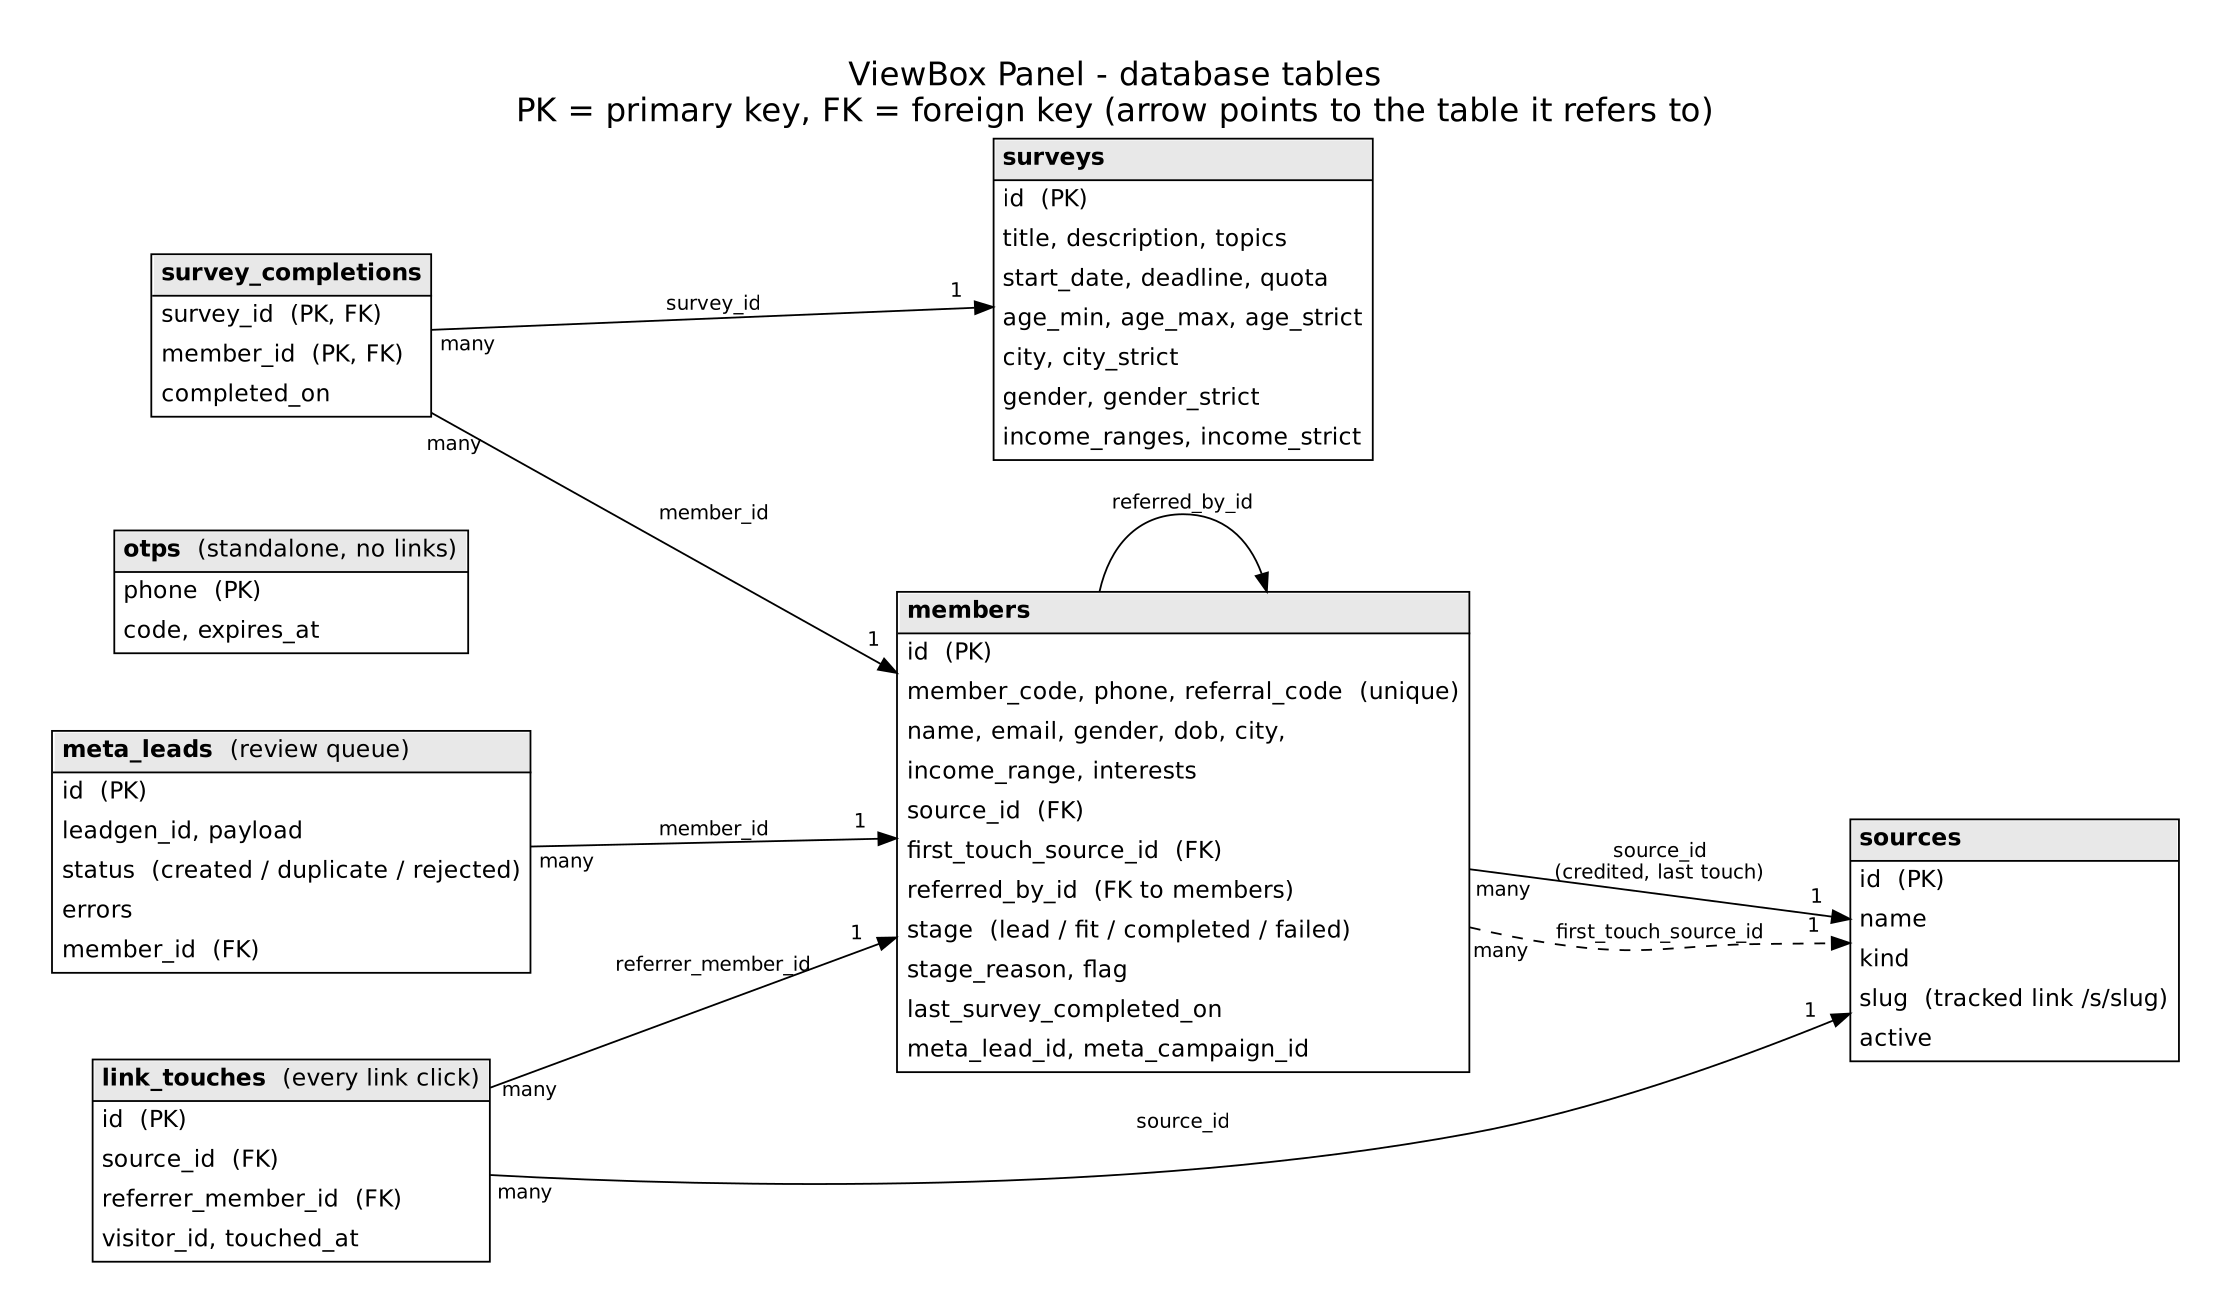 ViewBox Panel - database tables
PK = primary key, FK = foreign key (arrow points to the table it refers to)
surveys
id (PK)
title, description, topics
start_date, deadline, quota
age_min, age_max, age_strict
city, city_strict
gender, gender_strict
income_ranges, income_strict
survey_completions
survey_id (PK, FK)
member_id (PK, FK)
completed_on
survey_id
many
1
many
member_id
1
otps (standalone, no links)
phone (PK)
code, expires_at
referred_by_id
members
id (PK)
member_code, phone, referral_code (unique)
name, email, gender, dob, city,
income_range, interests
source_id (FK)
first_touch_source_id (FK)
referred_by_id (FK to members)
stage (lead / fit / completed / failed)
stage_reason, flag
last_survey_completed_on
meta_lead_id, meta_campaign_id
meta_leads (review queue)
id (PK)
leadgen_id, payload
status (created / duplicate / rejected)
errors
member_id (FK)
member_id
many
1
referrer_member_id
many
1
link_touches (every link click)
id (PK)
source_id (FK)
referrer_member_id (FK)
visitor_id, touched_at
source_id
many
1
source_id
(credited, last touch)
many
1
first_touch_source_id
many
1
sources
id (PK)
name
kind
slug (tracked link /s/slug)
active